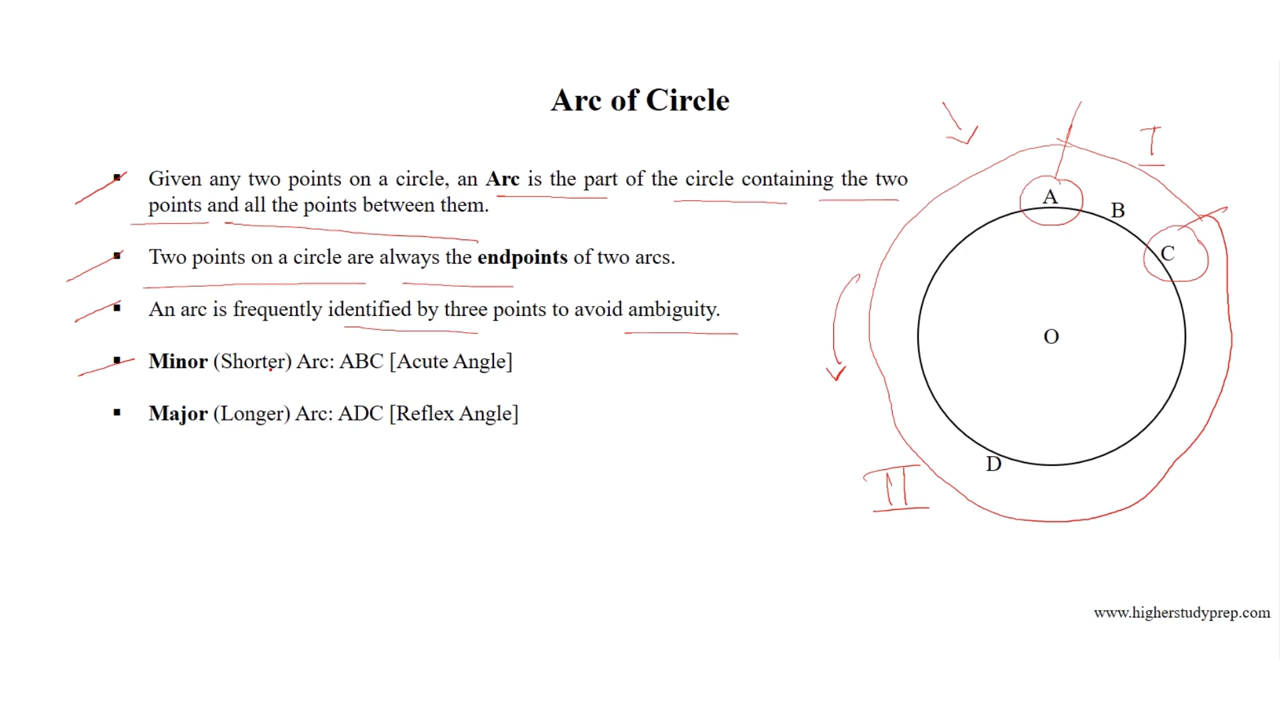 Arc of Circle
Given any two points on a circle, an Arc is the part of the circle containing the two
points and all the points between them.
Two points on a circle are always the endpoints of two arcs.
An arc is frequently identified by three points to avoid ambiguity.
Minor (Shorter) Arc: ABC [Acute Angle]
Major (Longer) Arc: ADC [Reflex Angle]
I
A
B
C
O
D
II
www.higherstudyprep.com